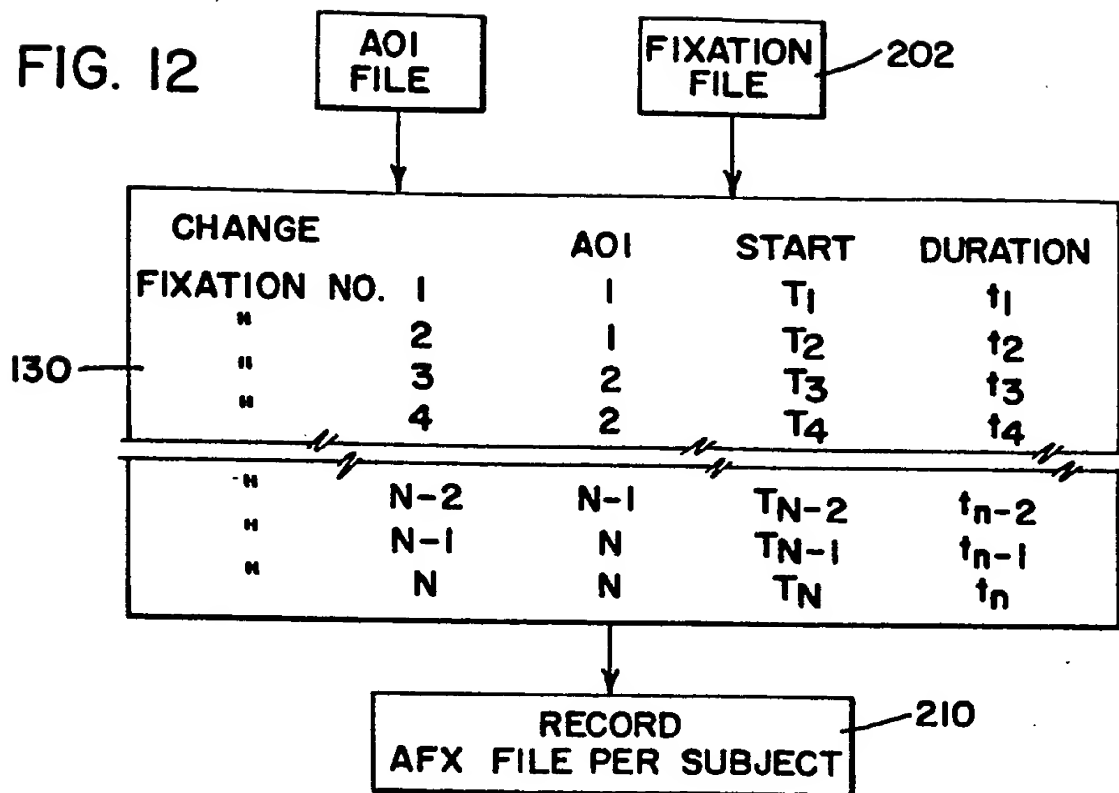 FIG. 12
AOI
FILE
FIXATION
FILE
202
CHANGE AOI START DURATION
FIXATION NO. 1 1 T1 t1
" 2 1 T2 t2
130
" 3 2 T3 t3
" 4 2 T4 t4
" N-2 N-1 TN-2 tn-2
" N-1 N TN-1 tn-1
" N N TN tn
RECORD
AFX FILE PER SUBJECT
210